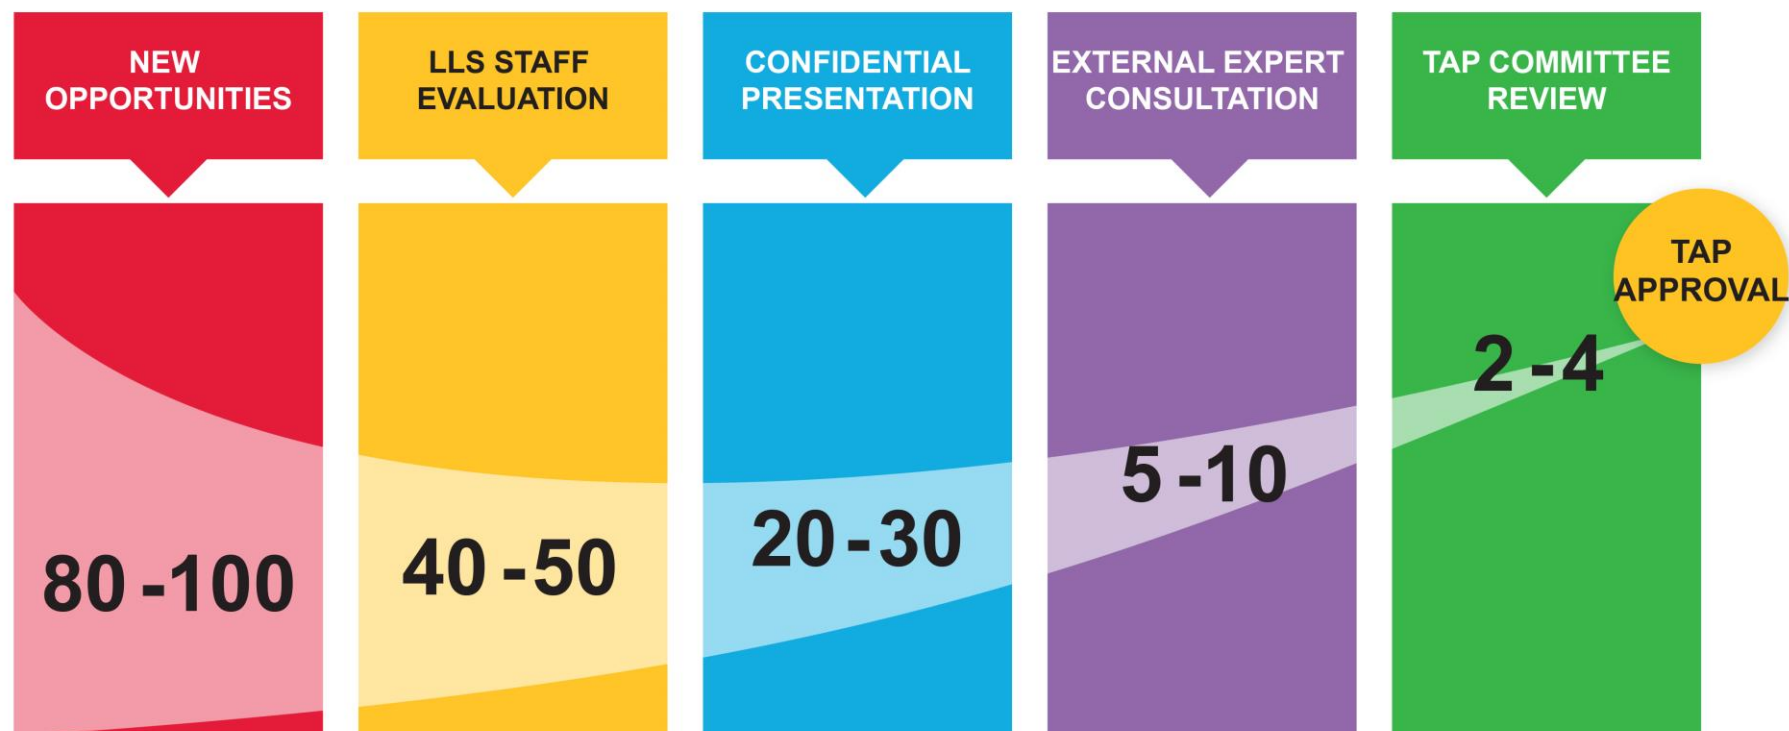 NEW
OPPORTUNITIES
LLS STAFF
EVALUATION
CONFIDENTIAL
PRESENTATION
EXTERNAL EXPERT
CONSULTATION
TAP COMMITTEE
REVIEW
80 -100
40 -50
20 -30
5 -10
2 -4
TAP
APPROVAL